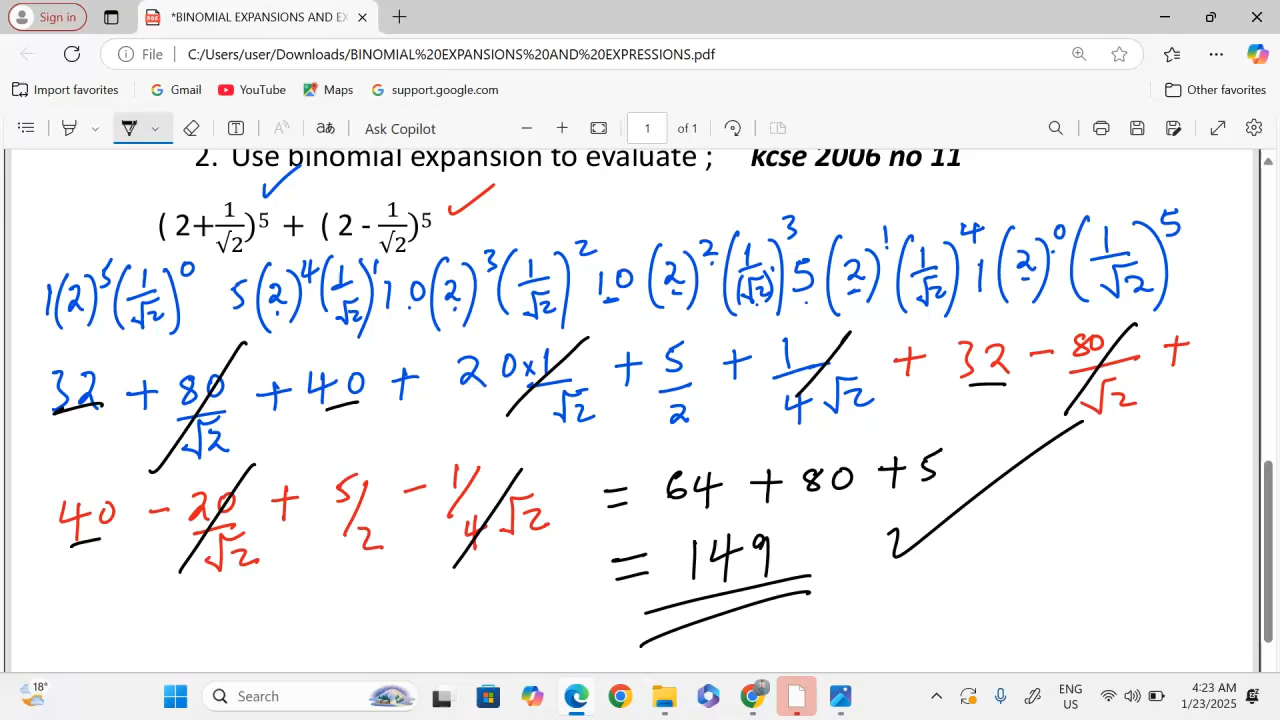 Sign in
*BINOMIAL EXPANSIONS AND EX
File C:/Users/user/Downloads/BINOMIAL%20EXPANSIONS%20AND%20EXPRESSIONS.pdf
Import favorites Gmail YouTube Maps support.google.com Other favorites
Ask Copilot 1 of 1
2. Use binomial expansion to evaluate ; kcse 2006 no 11
( 2+1/√2)5 + ( 2 - 1/√2)5
1(2)^5(1/√2)^0 5(2)^4(1/√2)^1 10(2)^3(1/√2)^2 10(2)^2(1/√2)^3 5(2)^1(1/√2)^4 1(2)^0(1/√2)^5
32 + 80/√2 + 40 + 20×1/√2 + 5/2 + 1/4√2 + 32 - 80/√2 +
40 - 20/√2 + 5/2 - 1/4√2 = 64 + 80 + 5
= 149
18°
Search
ENG
US
4:23 AM
1/23/2025